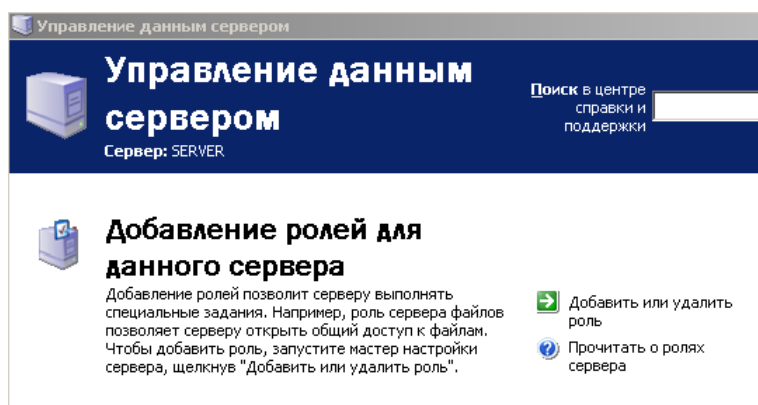 Управление данным сервером
Управление данным
сервером
Сервер: SERVER
Поиск в центре
справки и
поддержки
Добавление ролей для
данного сервера
Добавление ролей позволит серверу выполнять
специальные задания. Например, роль сервера файлов
позволяет серверу открыть общий доступ к файлам.
Чтобы добавить роль, запустите мастер настройки
сервера, щелкнув "Добавить или удалить роль".
Добавить или удалить
роль
Прочитать о ролях
сервера